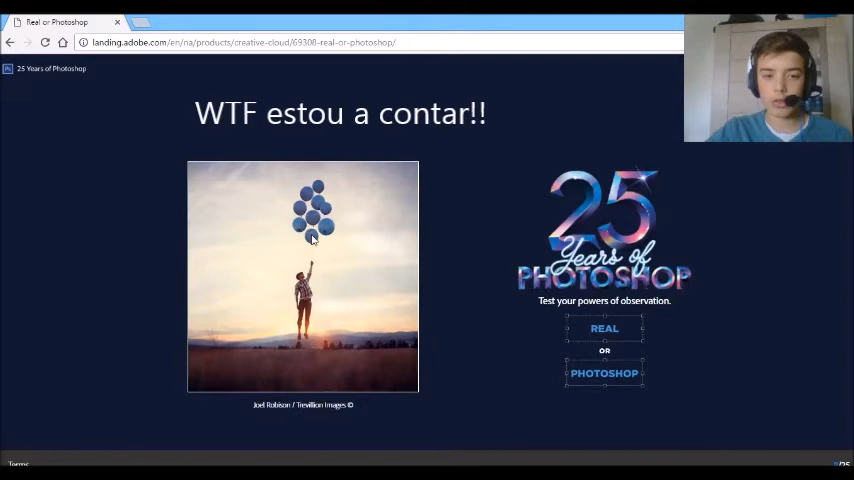 Real or Photoshop
landing.adobe.com/en/na/products/creative-cloud/69308-real-or-photoshop/
Ps 25 Years of Photoshop
WTF estou a contar!!
25
Years of
PHOTOSHOP
Test your powers of observation.
REAL
OR
PHOTOSHOP
Joel Robison / Trevillion Images ©
Terms
/25